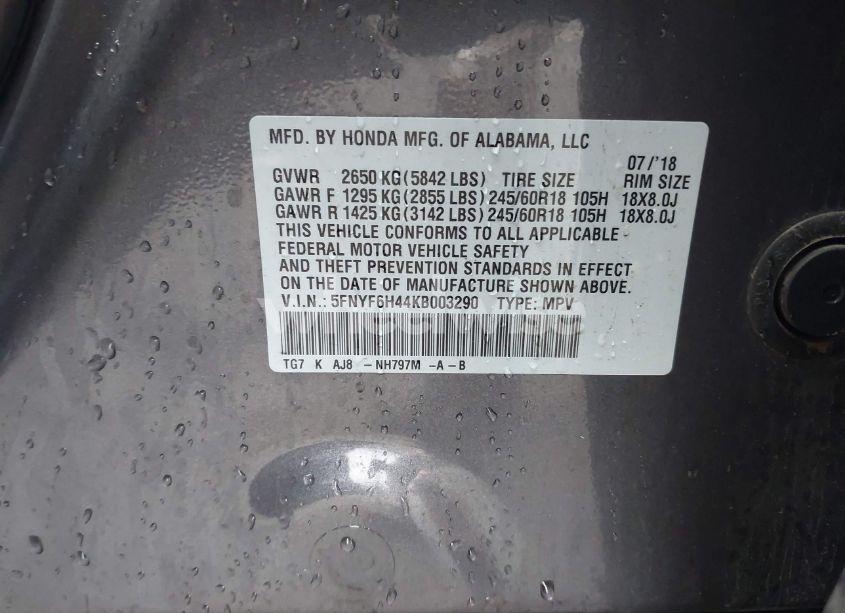 MFD. BY HONDA MFG. OF ALABAMA, LLC
07/'18
GVWR 2650 KG (5842 LBS) TIRE SIZE RIM SIZE
GAWR F 1295 KG (2855 LBS) 245/60R18 105H 18X8.0J
GAWR R 1425 KG (3142 LBS) 245/60R18 105H 18X8.0J
THIS VEHICLE CONFORMS TO ALL APPLICABLE
FEDERAL MOTOR VEHICLE SAFETY
AND THEFT PREVENTION STANDARDS IN EFFECT
ON THE DATE OF MANUFACTURE SHOWN ABOVE.
V.I.N.: 5FNYF6H44KB003290 TYPE: MPV
TG7 K AJ8 -NH797M -A -B